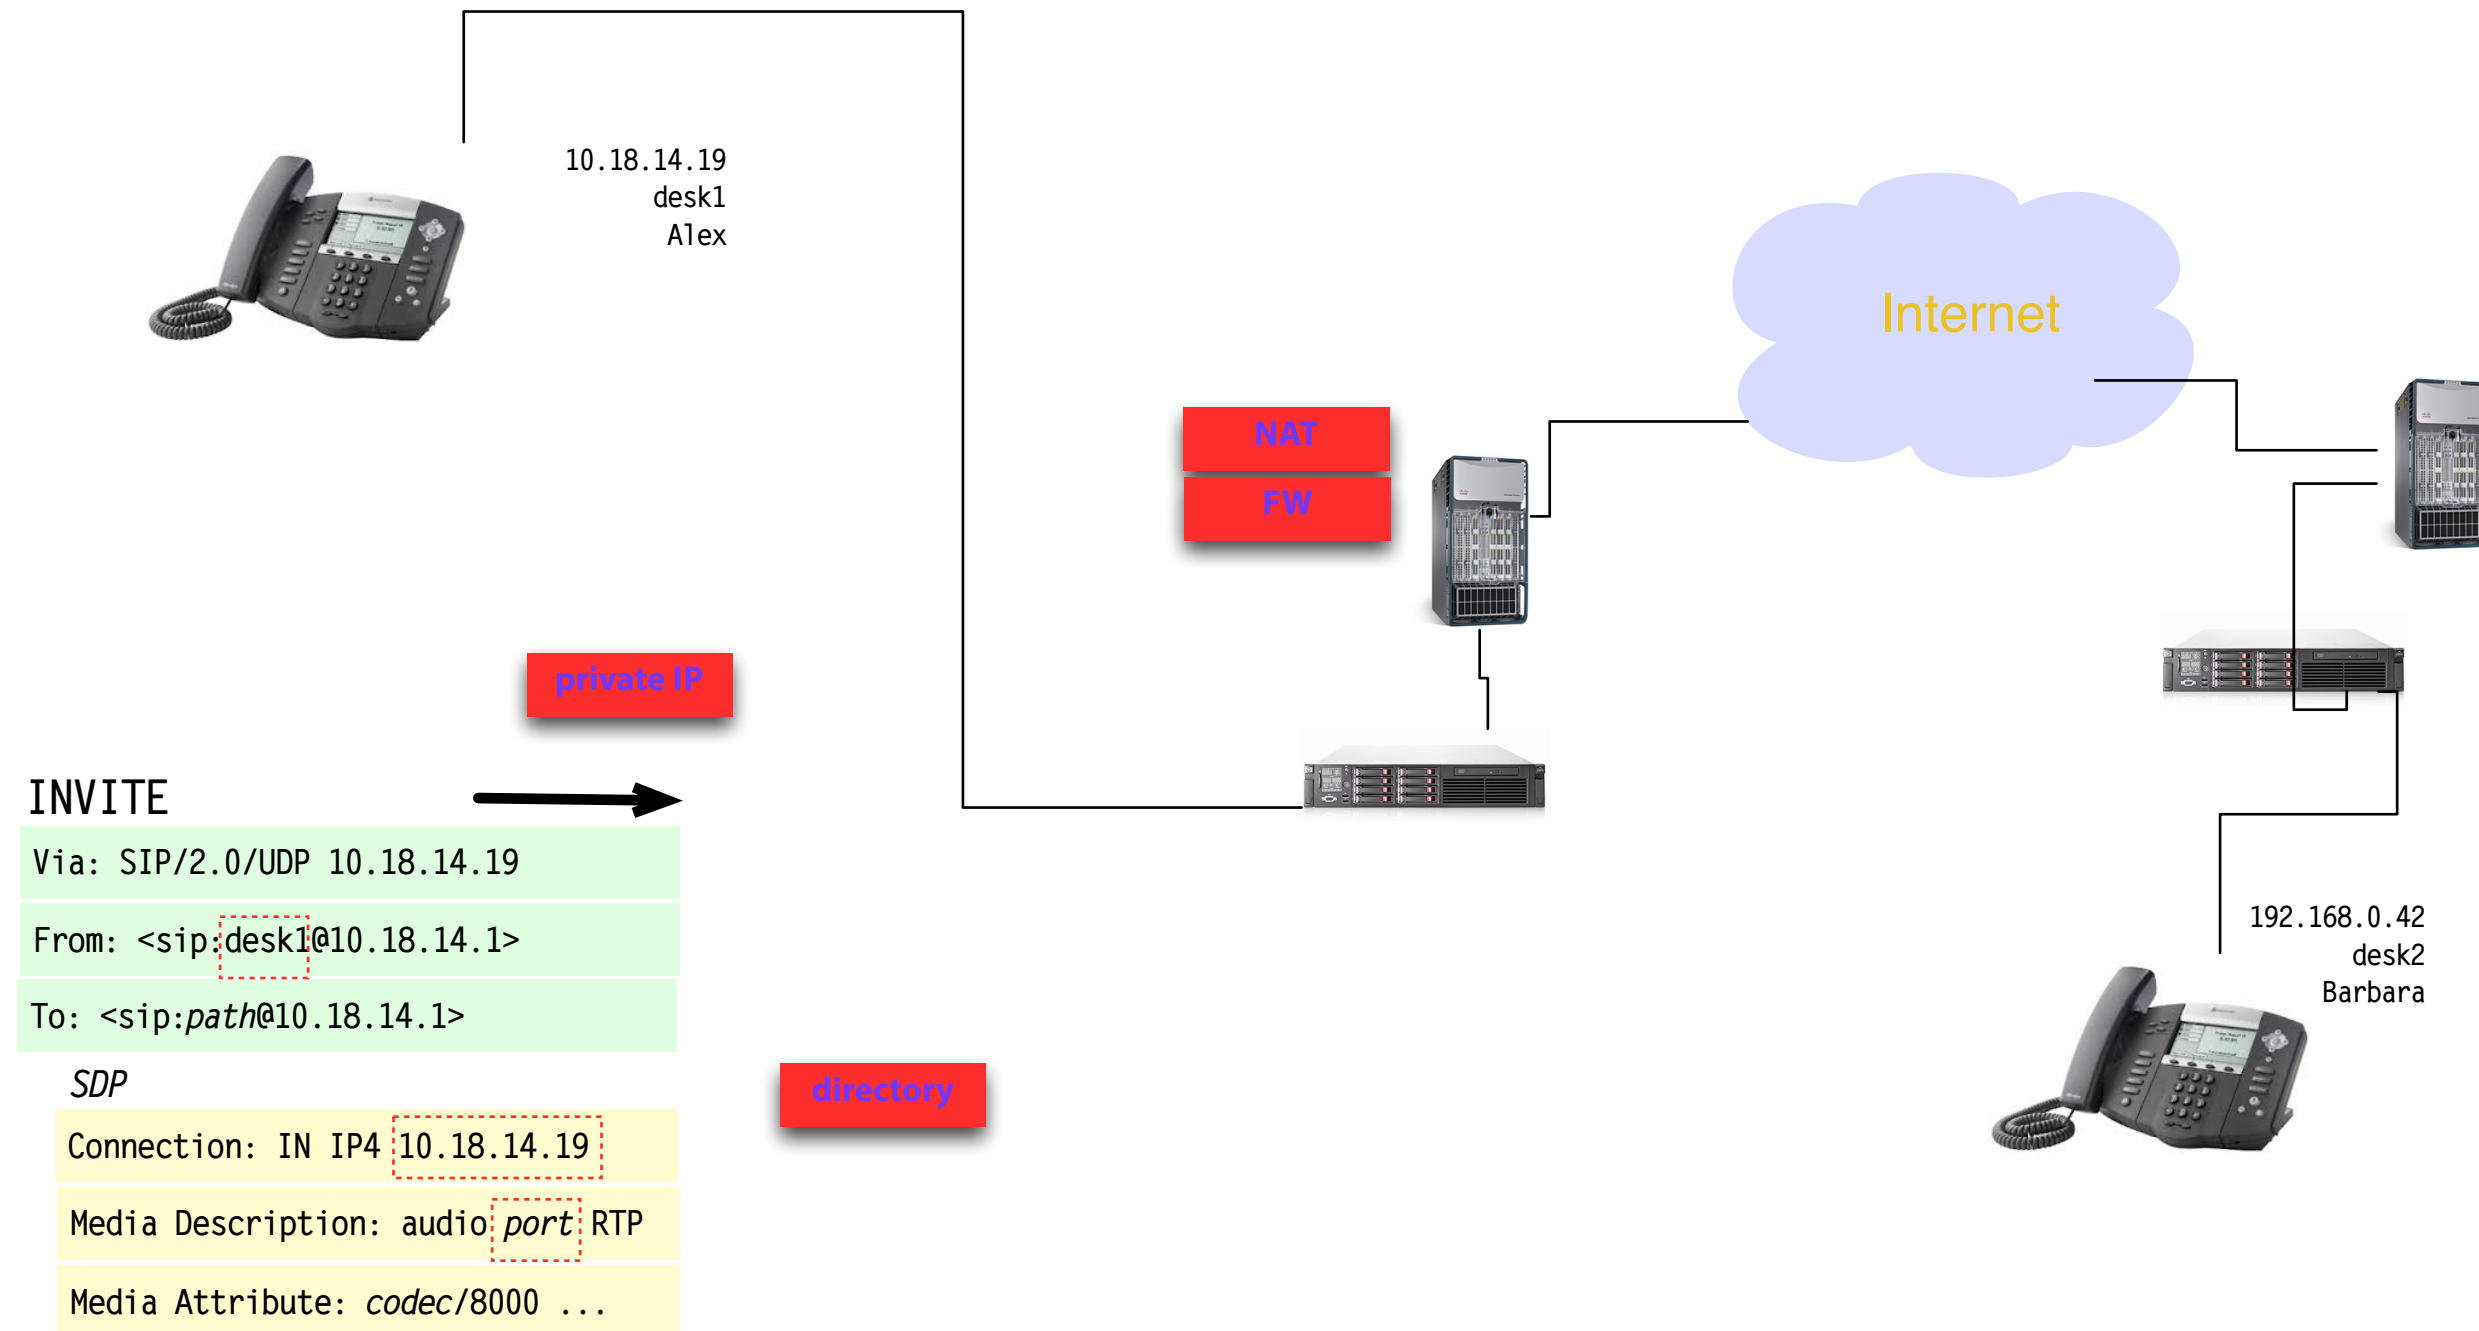 10.18.14.19
desk1
Alex
Internet
NAT
FW
private IP
INVITE
Via: SIP/2.0/UDP 10.18.14.19
From: <sip:desk1@10.18.14.1>
To: <sip:path@10.18.14.1>
SDP
Connection: IN IP4 10.18.14.19
Media Description: audio port RTP
Media Attribute: codec/8000 ...
directory
192.168.0.42
desk2
Barbara